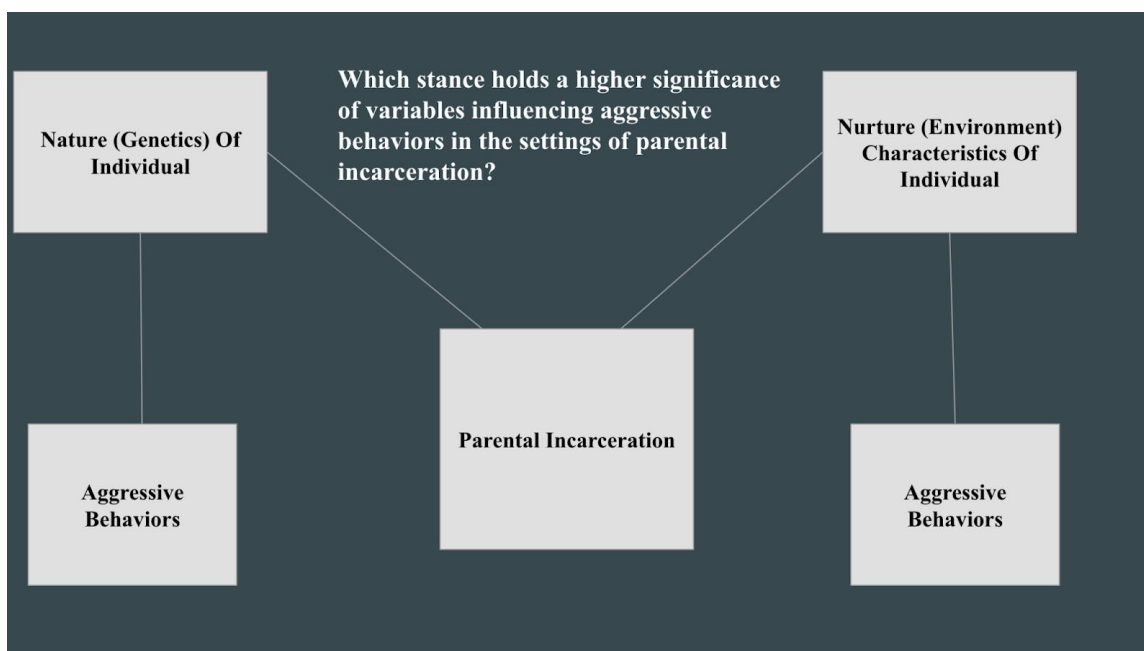 Which stance holds a higher significance
of variables influencing aggressive
behaviors in the settings of parental
incarceration?
Nature (Genetics) Of
Individual
Nurture (Environment)
Characteristics Of
Individual
Parental Incarceration
Aggressive
Behaviors
Aggressive
Behaviors